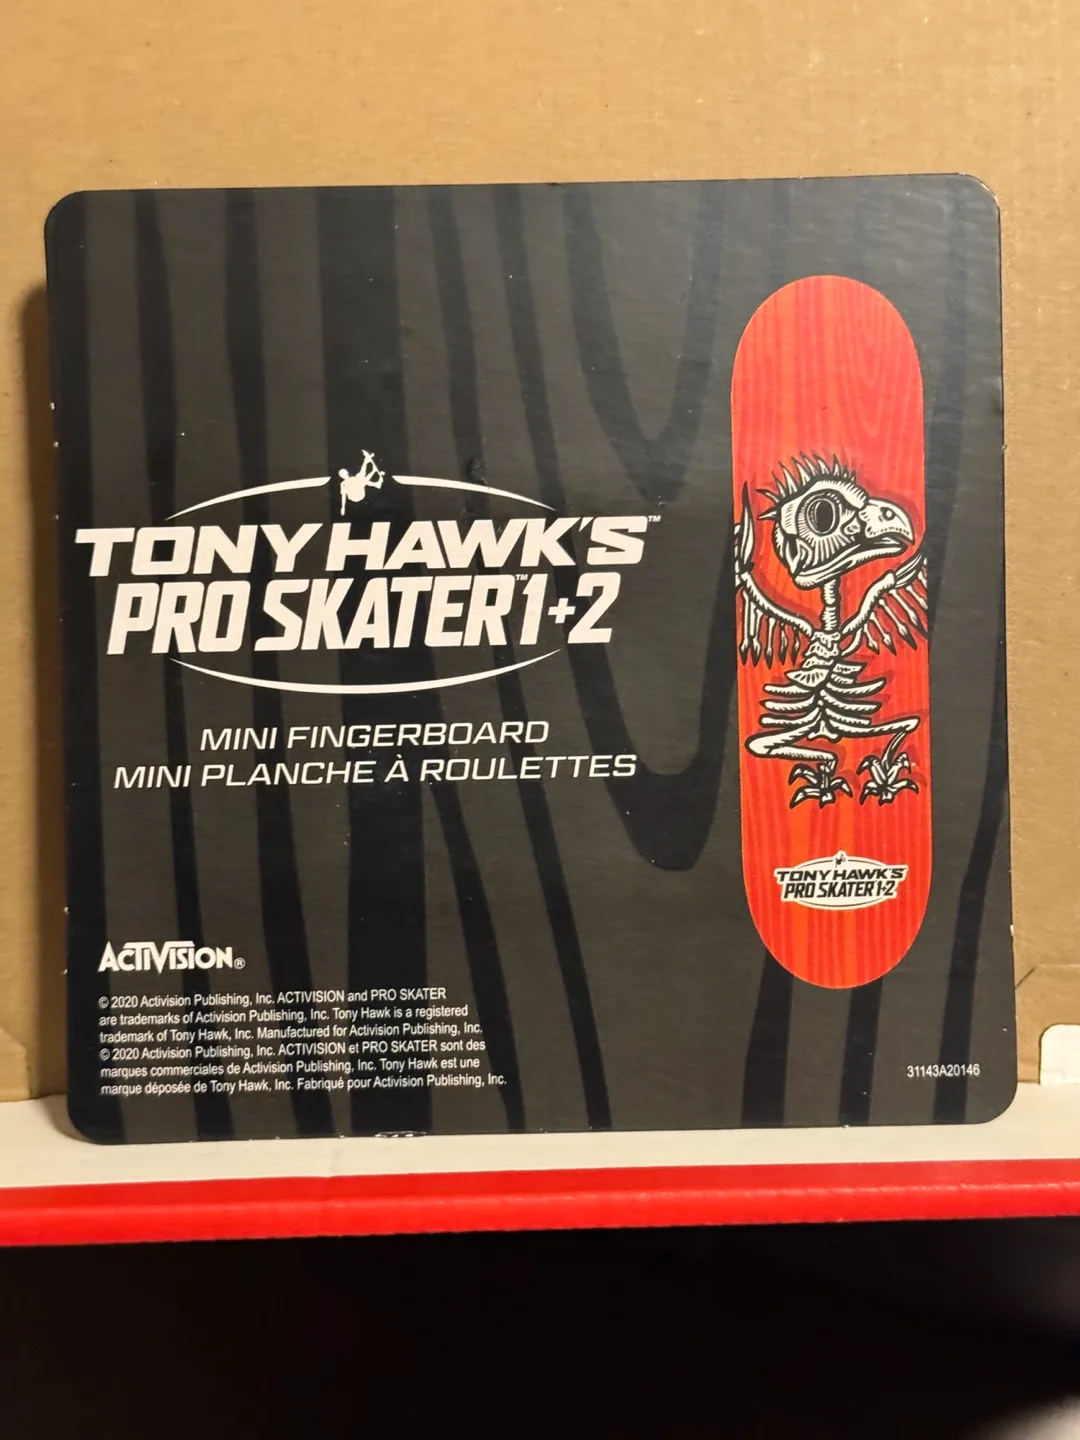 TONY HAWK'S™
PRO SKATER™1+2
MINI FINGERBOARD
MINI PLANCHE À ROULETTES
TONY HAWK'S
PRO SKATER 1+2
ACTIVISION®
© 2020 Activision Publishing, Inc. ACTIVISION and PRO SKATER
are trademarks of Activision Publishing, Inc. Tony Hawk is a registered
trademark of Tony Hawk, Inc. Manufactured for Activision Publishing, Inc.
© 2020 Activision Publishing, Inc. ACTIVISION et PRO SKATER sont des
marques commerciales de Activision Publishing, Inc. Tony Hawk est une
marque déposée de Tony Hawk, Inc. Fabriqué pour Activision Publishing, Inc.
31143A20146